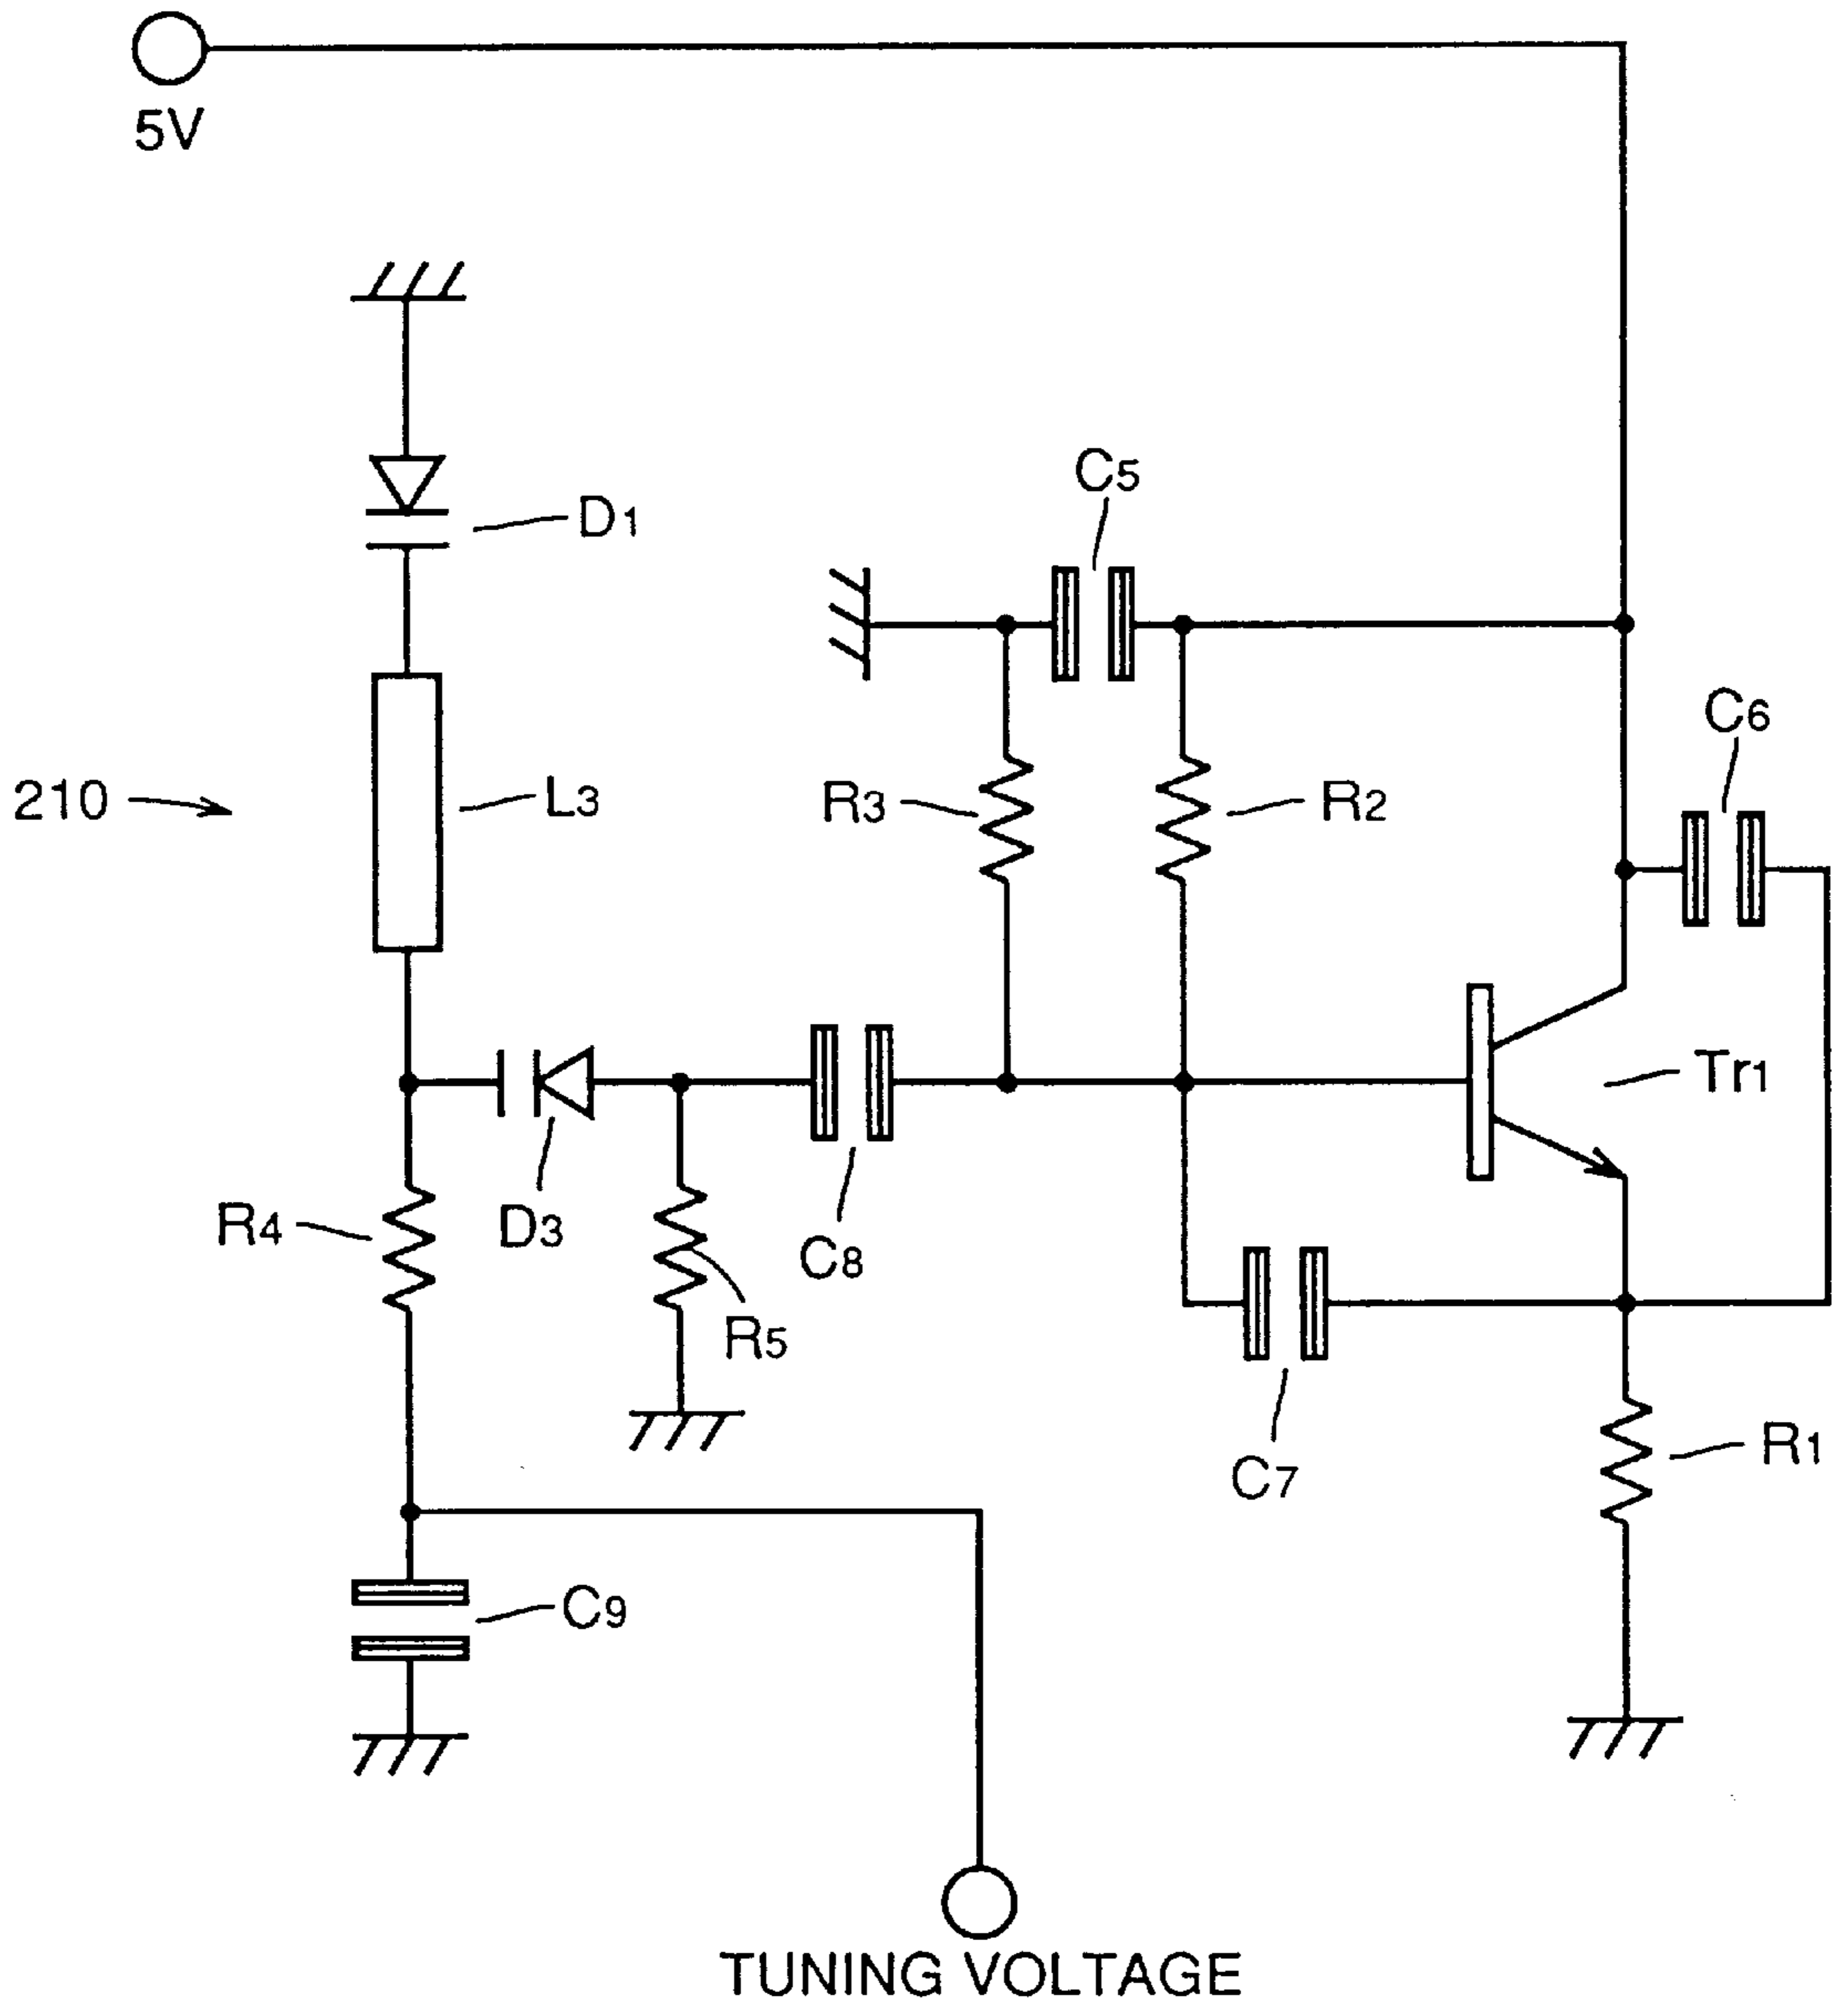 5V
D1
C5
C6
210
L3
R3
R2
Tr1
R4
D3
C8
R5
C7
R1
C9
TUNING VOLTAGE